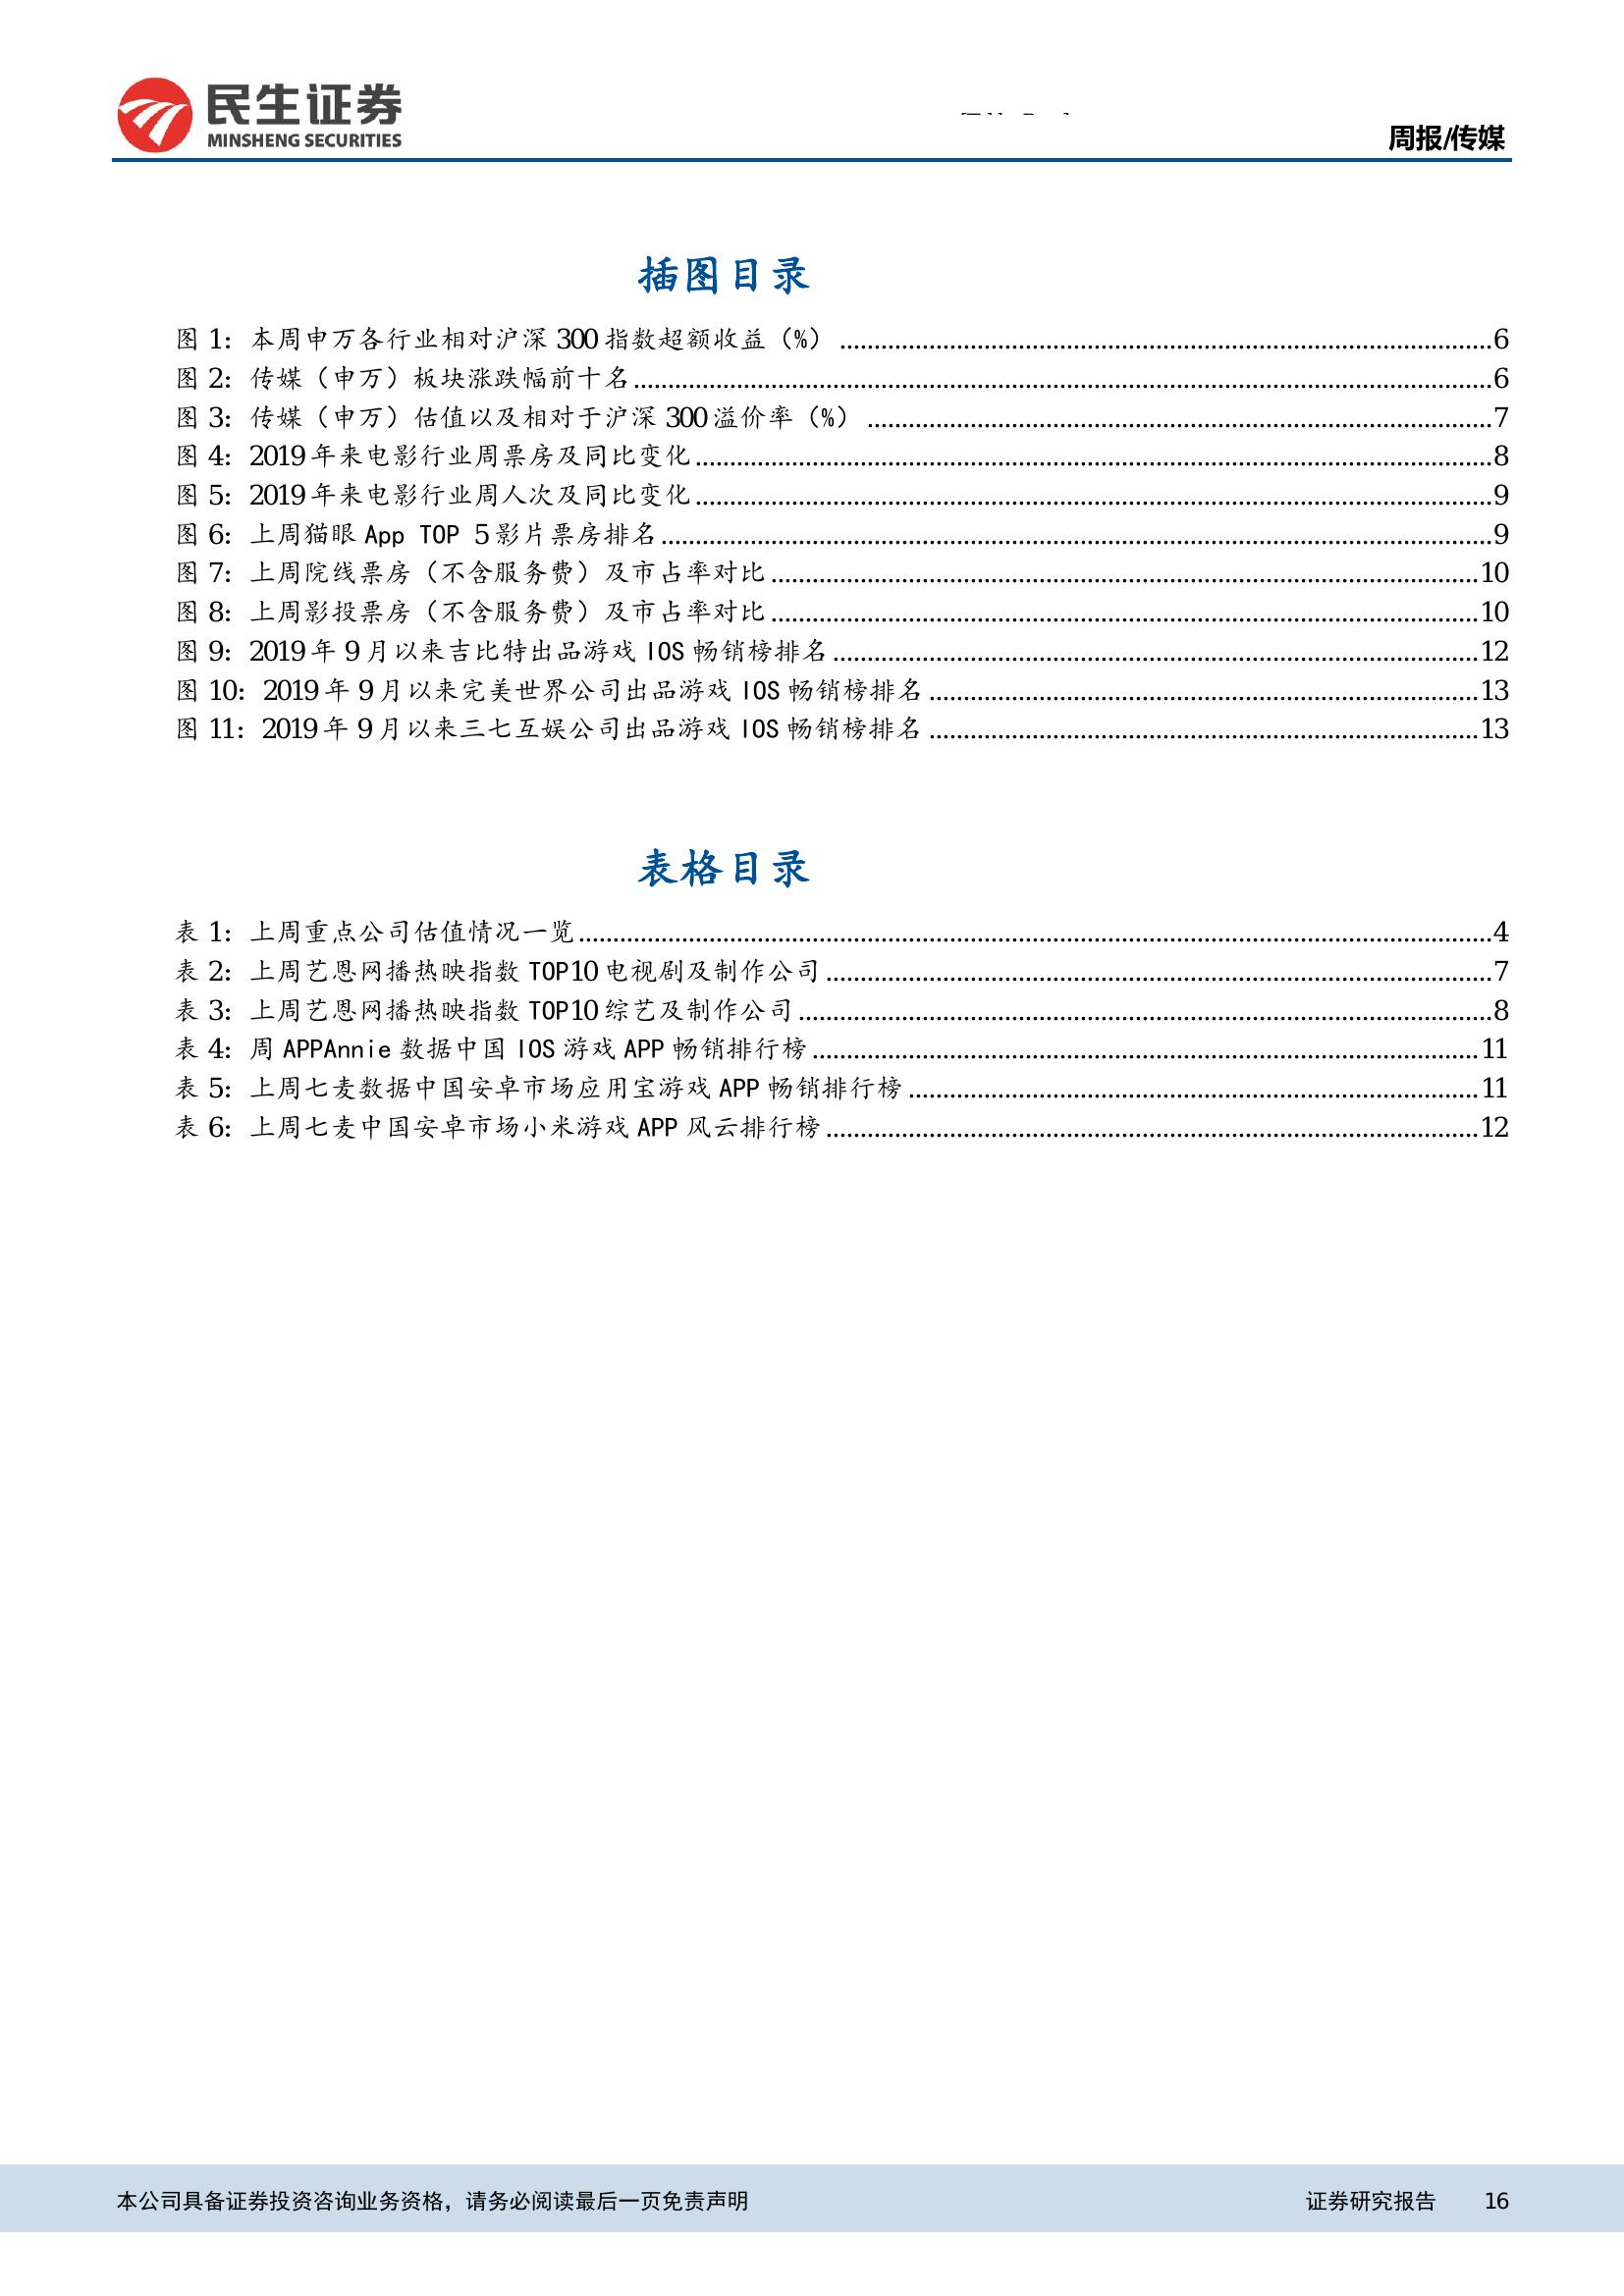 民生证券
MINSHENG SECURITIES
周报/传媒
插图目录
图 1：本周申万各行业相对沪深 300 指数超额收益（%）6
图 2：传媒（申万）板块涨跌幅前十名6
图 3：传媒（申万）估值以及相对于沪深 300 溢价率（%）7
图 4：2019 年来电影行业周票房及同比变化8
图 5：2019 年来电影行业周人次及同比变化9
图 6：上周猫眼 App TOP 5 影片票房排名9
图 7：上周院线票房（不含服务费）及市占率对比10
图 8：上周影投票房（不含服务费）及市占率对比10
图 9：2019 年 9 月以来吉比特出品游戏 IOS 畅销榜排名12
图 10：2019 年 9 月以来完美世界公司出品游戏 IOS 畅销榜排名13
图 11：2019 年 9 月以来三七互娱公司出品游戏 IOS 畅销榜排名13
表格目录
表 1：上周重点公司估值情况一览4
表 2：上周艺恩网播热映指数 TOP10 电视剧及制作公司7
表 3：上周艺恩网播热映指数 TOP10 综艺及制作公司8
表 4：周 APPAnnie 数据中国 IOS 游戏 APP 畅销排行榜11
表 5：上周七麦数据中国安卓市场应用宝游戏 APP 畅销排行榜11
表 6：上周七麦中国安卓市场小米游戏 APP 风云排行榜12
本公司具备证券投资咨询业务资格，请务必阅读最后一页免责声明
证券研究报告 16